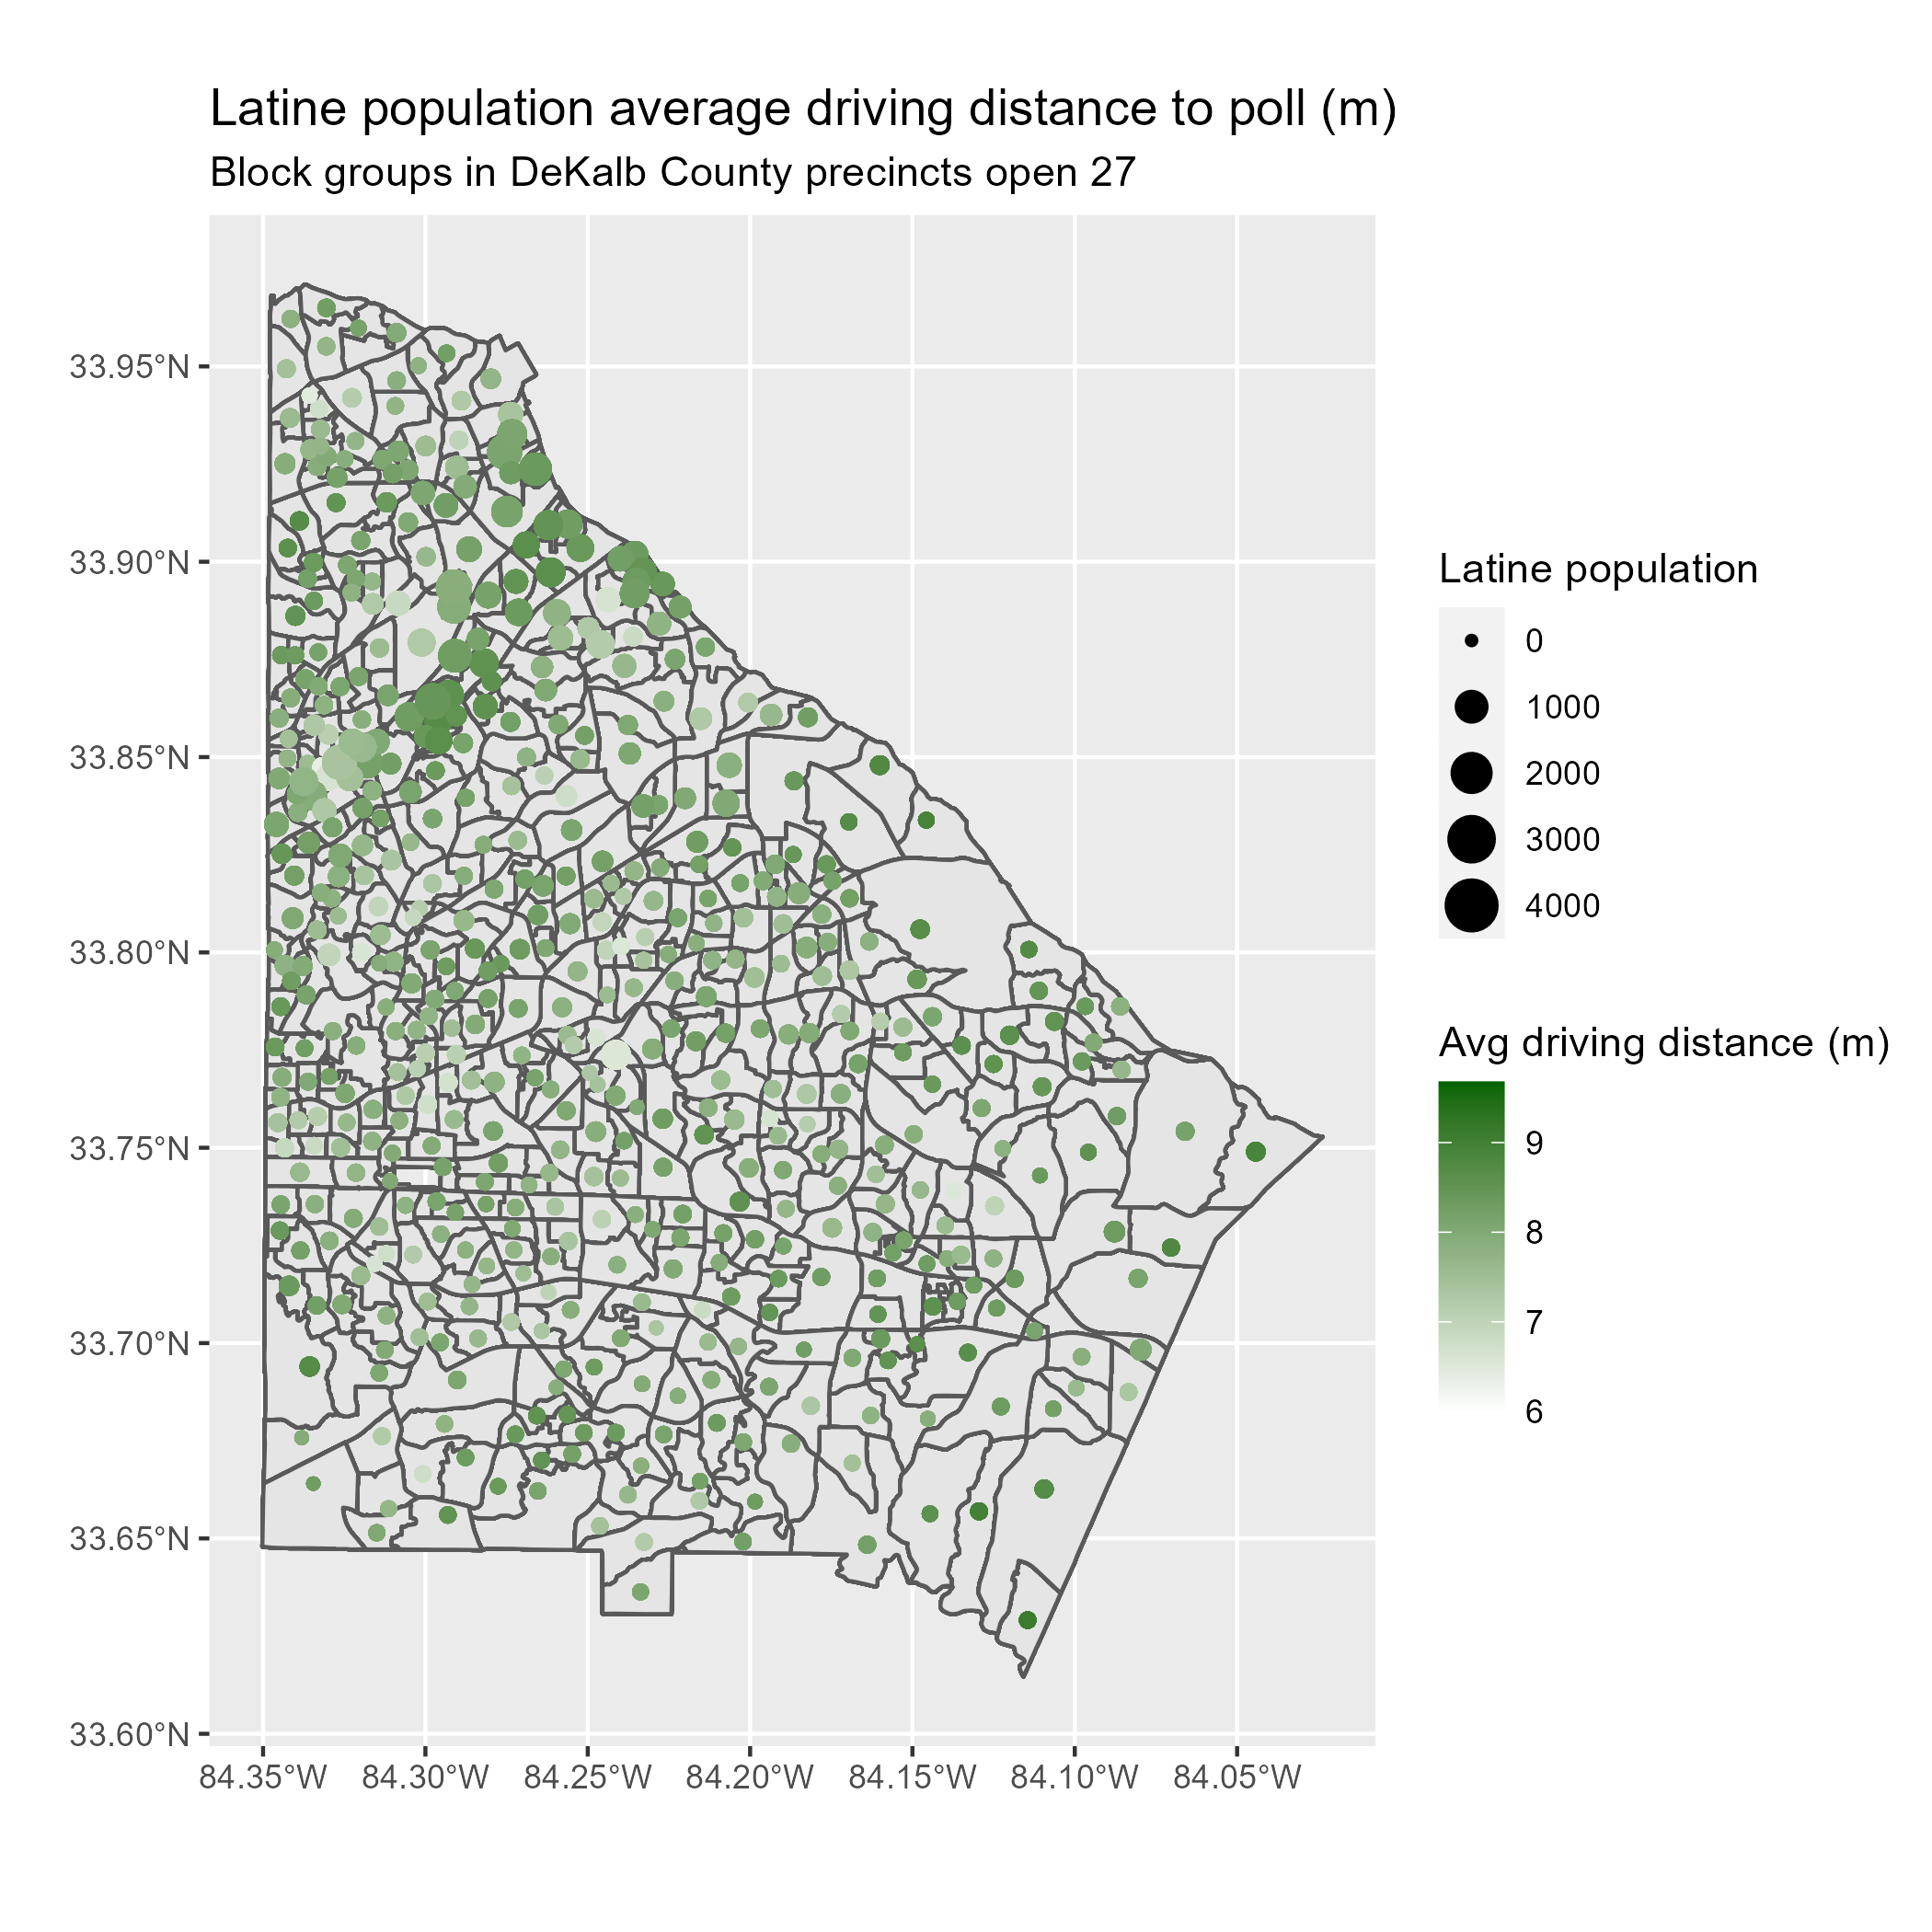 Latine population average driving distance to poll (m)
Block groups in DeKalb County precincts open 27
33.95°N
33.90°N
33.85°N
33.80°N
33.75°N
33.70°N
33.65°N
33.60°N
84.35°W 84.30°W 84.25°W 84.20°W 84.15°W 84.10°W 84.05°W
Latine population
0
1000
2000
3000
4000
Avg driving distance (m)
9
8
7
6